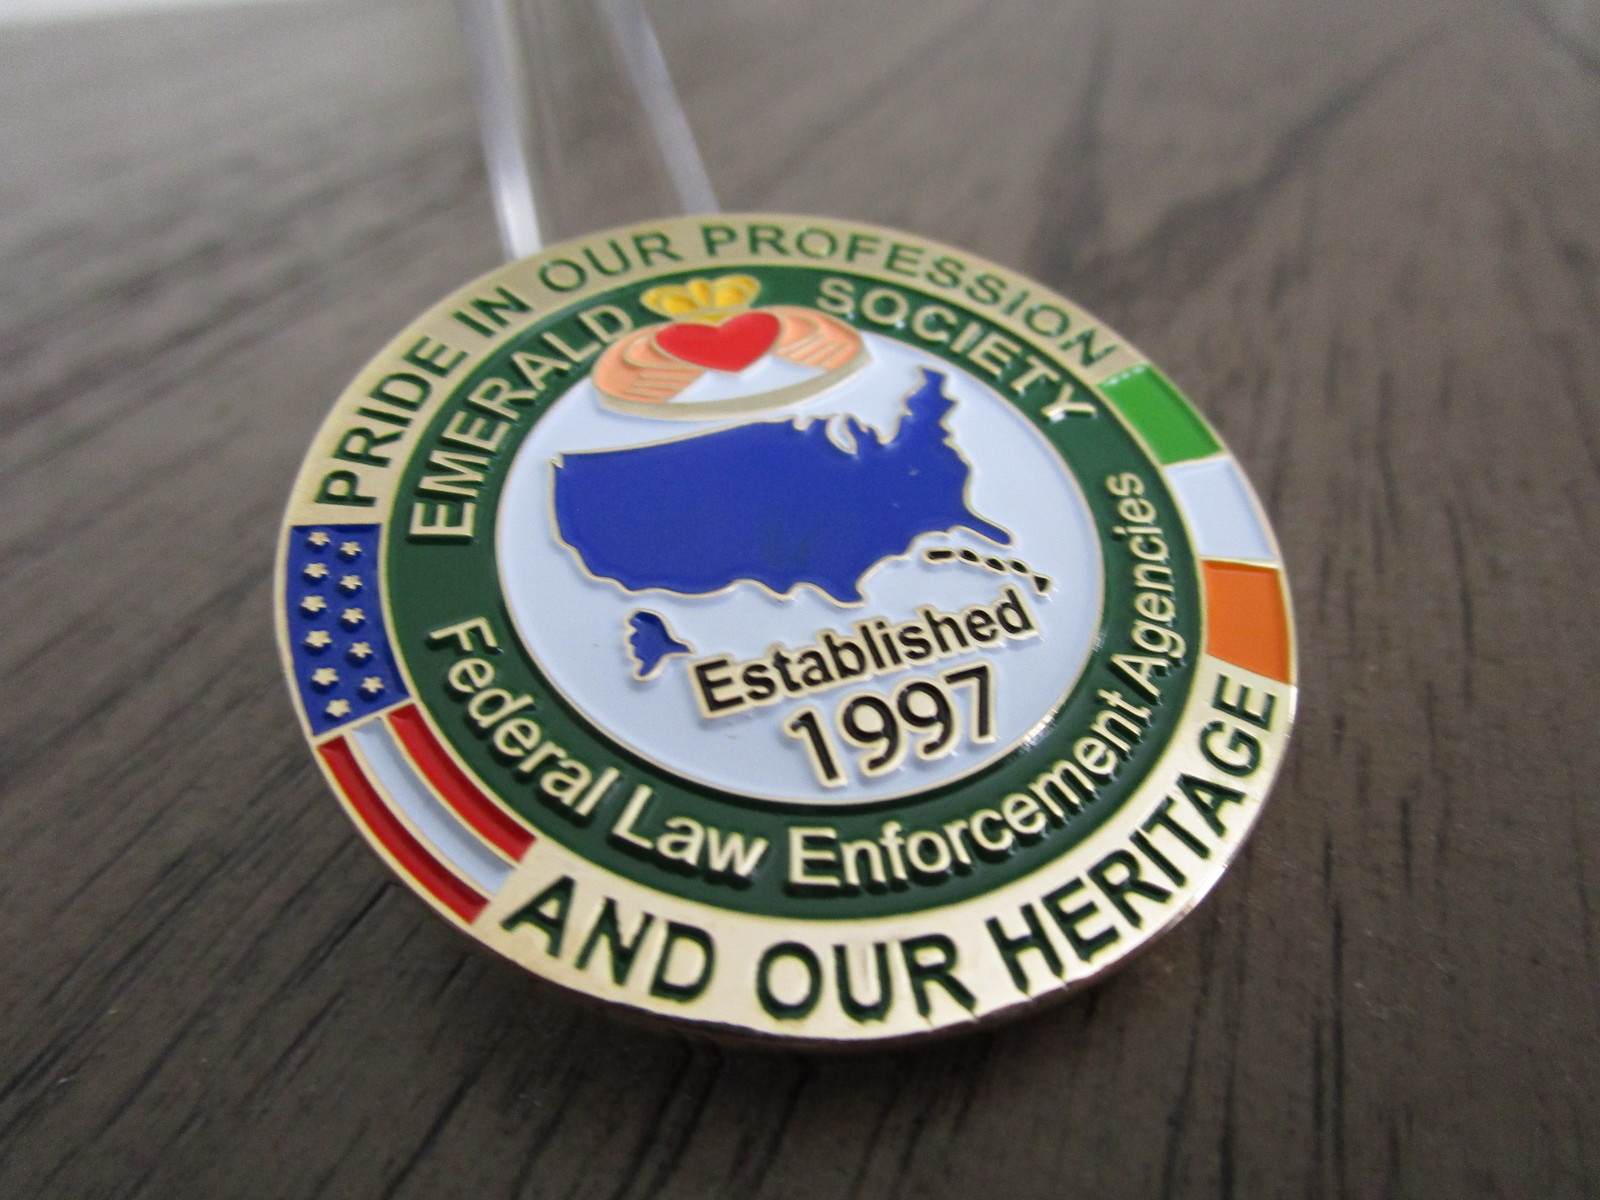 PRIDE IN OUR PROFESSION
EMERALD SOCIETY
Established
1997
Federal Law Enforcement Agencies
AND OUR HERITAGE